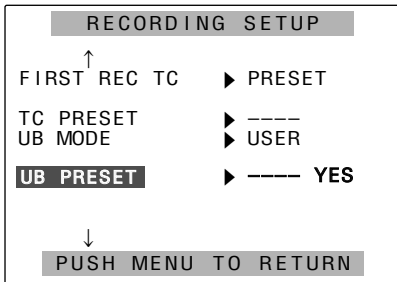 RECORDING SETUP
↑
FIRST REC TC ▶ PRESET
TC PRESET ▶ ----
UB MODE ▶ USER
UB PRESET ▶ ---- YES
↓
PUSH MENU TO RETURN